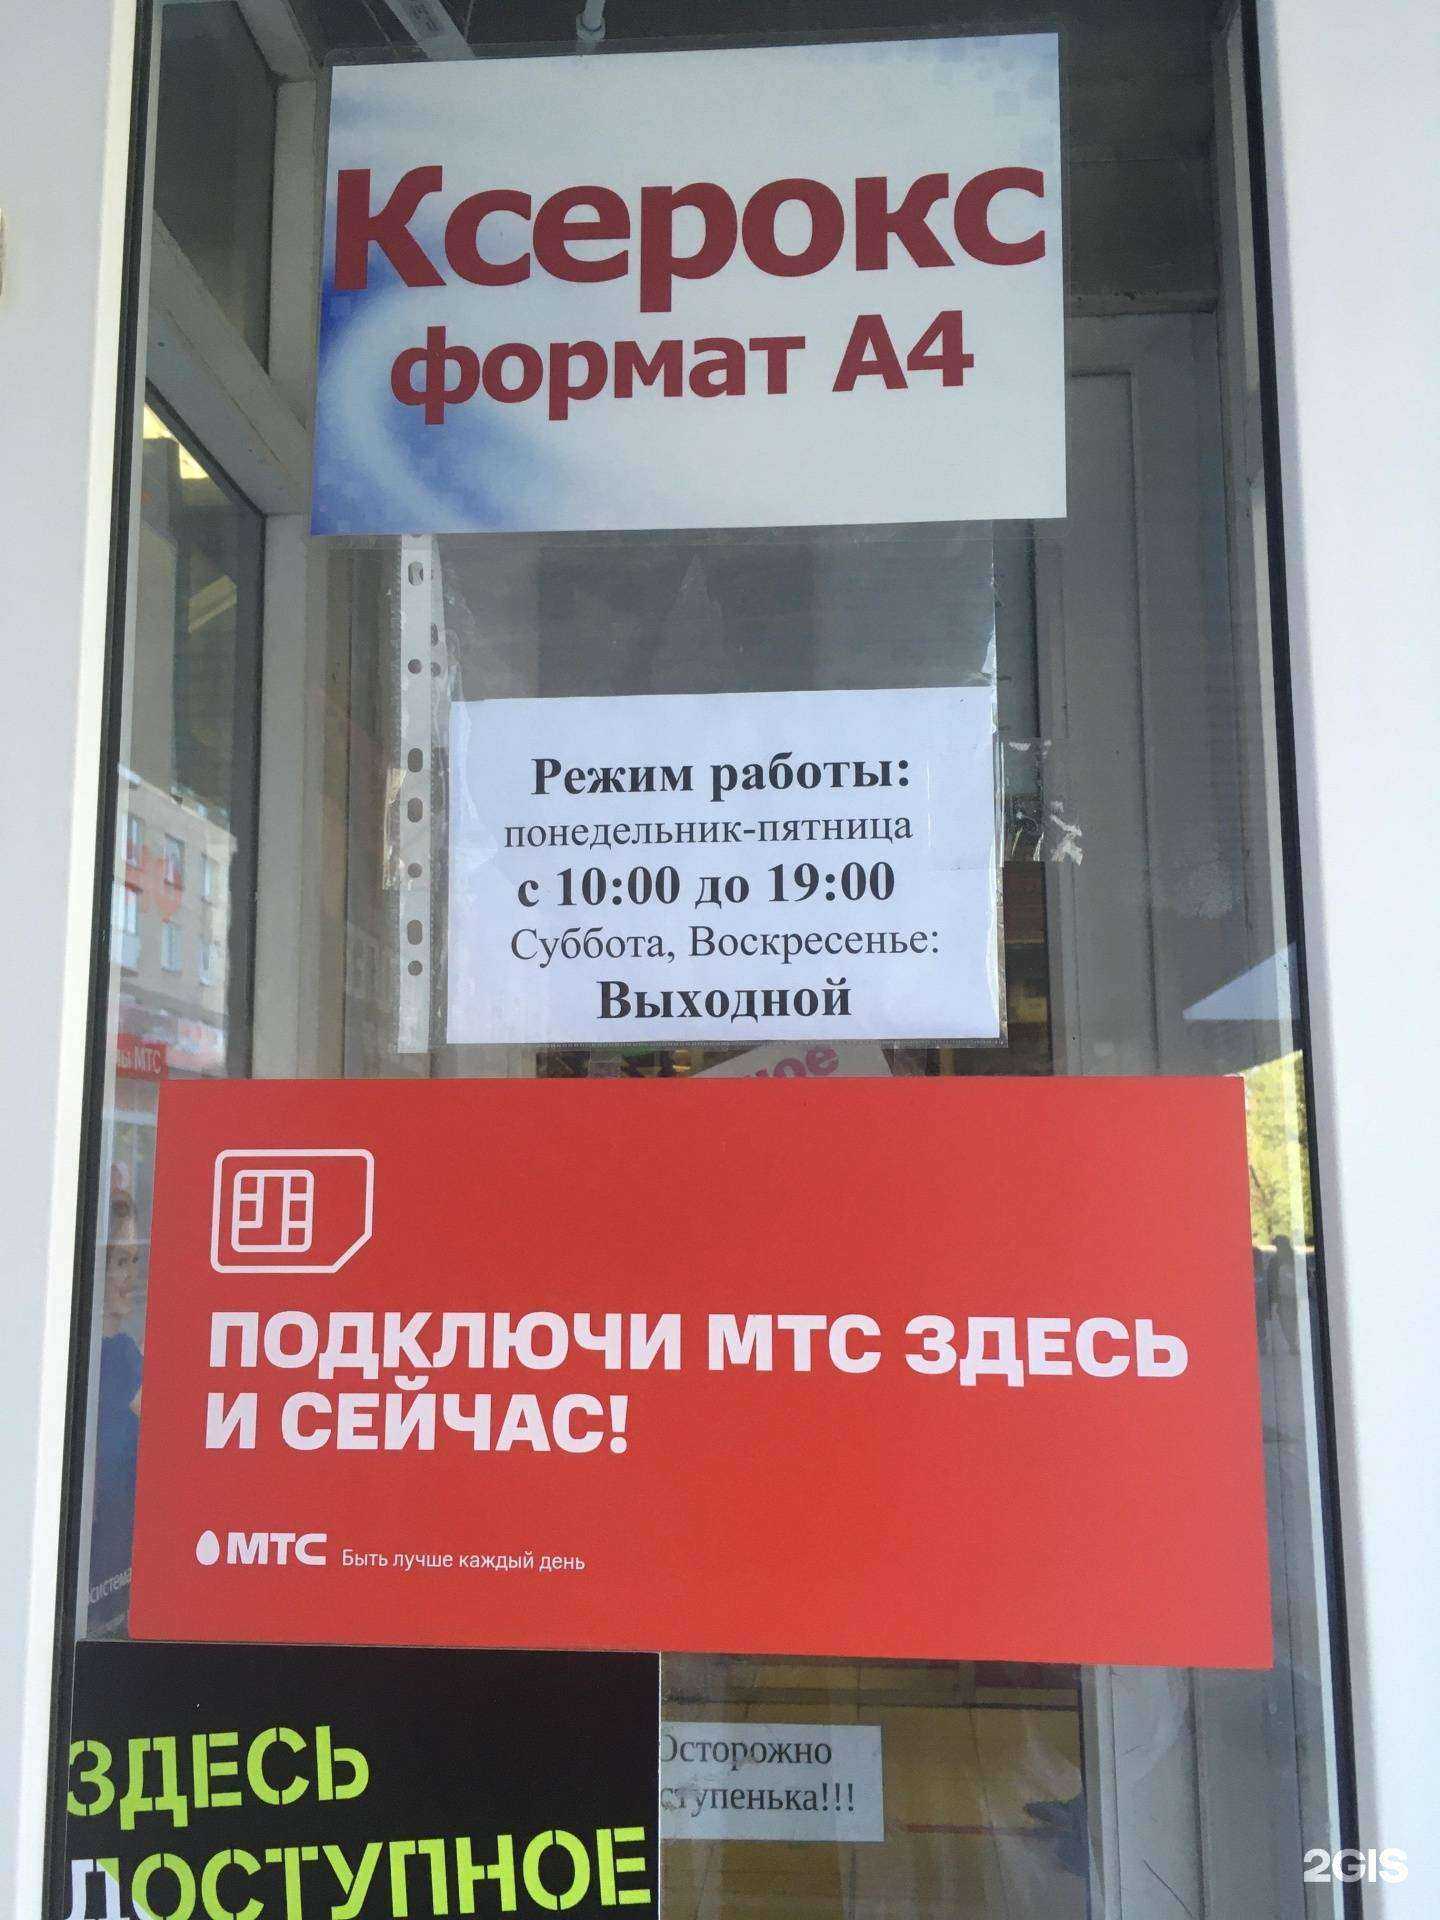 Ксерокс
формат А4
Режим работы:
понедельник-пятница
с 10:00 до 19:00
Суббота, Воскресенье:
Выходной
МТС
ПОДКЛЮЧИ МТС ЗДЕСЬ
И СЕЙЧАС!
МТС Быть лучше каждый день
ЗДЕСЬ
ДОСТУПНОЕ
Осторожно
ступенька!!!
2GIS